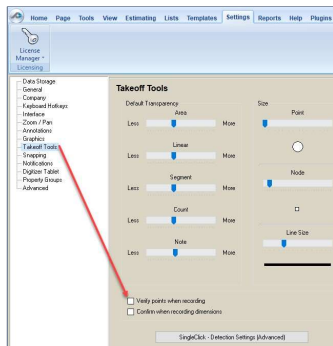 Home Page Tools View Estimating Lists Templates Settings Reports Help Plugins
License
Manager
Licensing
Data Storage
General
Company
Keyboard Hotkeys
Interface
Zoom / Pan
Annotations
Graphics
Takeoff Tools
Snapping
Notifications
Digitizer Tablet
Property Groups
Advanced
Takeoff Tools
Default Transparency
Area
Less More
Linear
Less More
Segment
Less More
Count
Less More
Note
Less More
Size
Point
Node
Line Size
Verify points when recording
Confirm when recording dimensions
SingleClick - Detection Settings (Advanced)